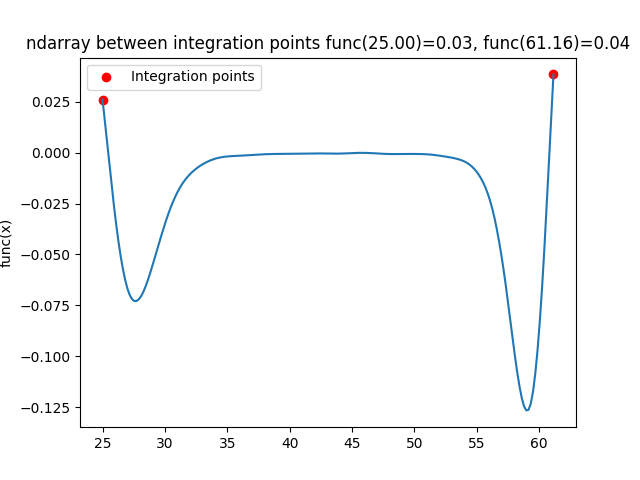 ndarray between integration points func(25.00)=0.03, func(61.16)=0.04
Integration points
0.025
0.000
−0.025
−0.050
−0.075
−0.100
−0.125
func(x)
25 30 35 40 45 50 55 60